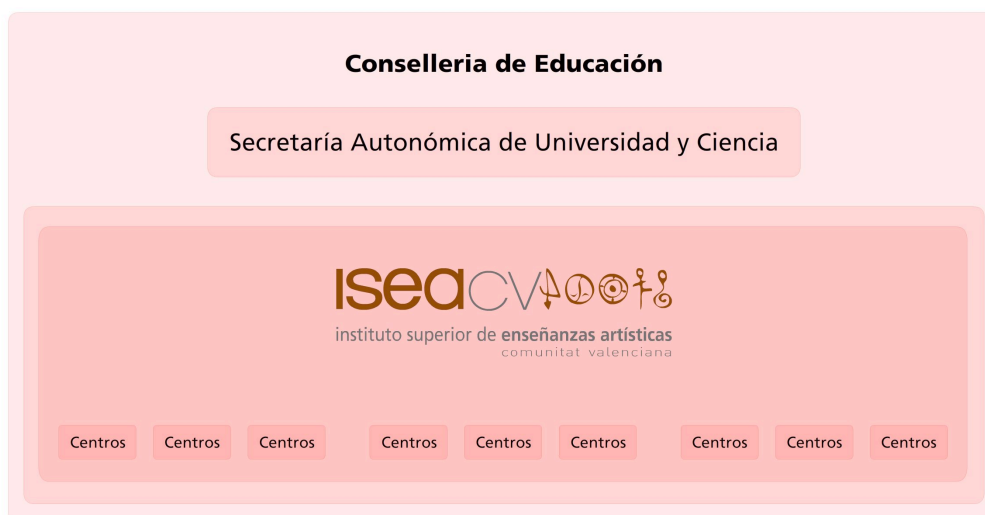 Conselleria de Educación
Secretaría Autonómica de Universidad y Ciencia
iseacv
instituto superior de enseñanzas artísticas
comunitat valenciana
Centros Centros Centros Centros Centros Centros Centros Centros Centros